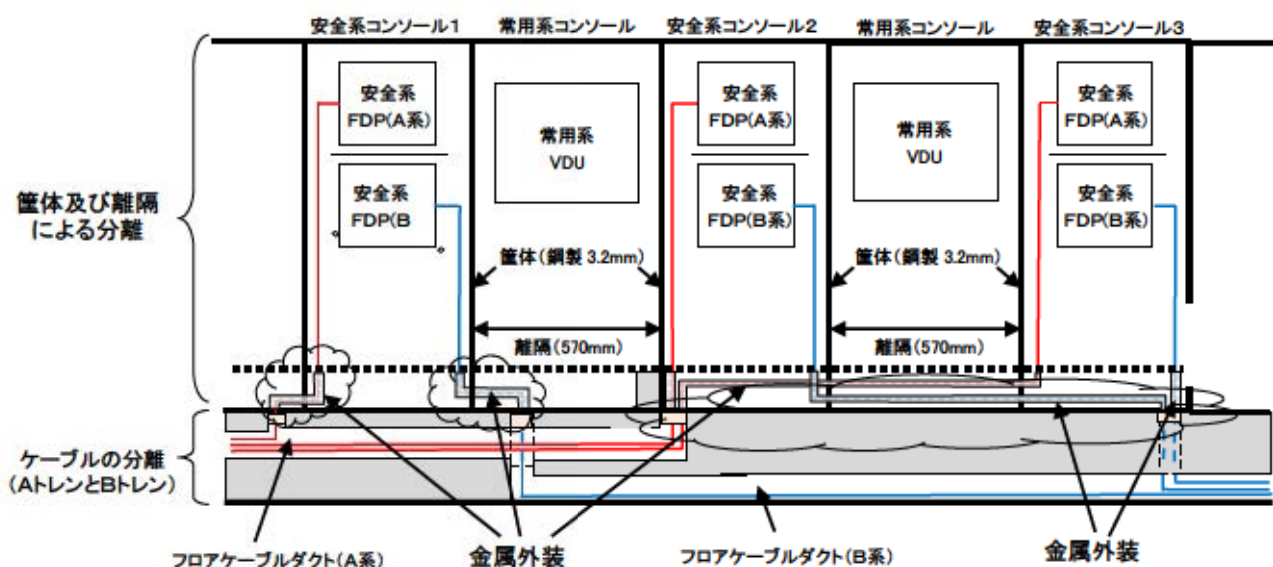 安全系コンソール1
常用系コンソール
安全系コンソール2
常用系コンソール
安全系コンソール3
安全系
FDP(A系)
安全系
FDP(B
常用系
VDU
安全系
FDP(A系)
安全系
FDP(B系)
常用系
VDU
安全系
FDP(A系)
安全系
FDP(B系)
筐体及び離隔
による分離
筐体(鋼製 3.2mm)
筐体(鋼製 3.2mm)
離隔(570mm)
離隔(570mm)
ケーブルの分離
(AトレンとBトレン)
フロアケーブルダクト(A系)
金属外装
フロアケーブルダクト(B系)
金属外装